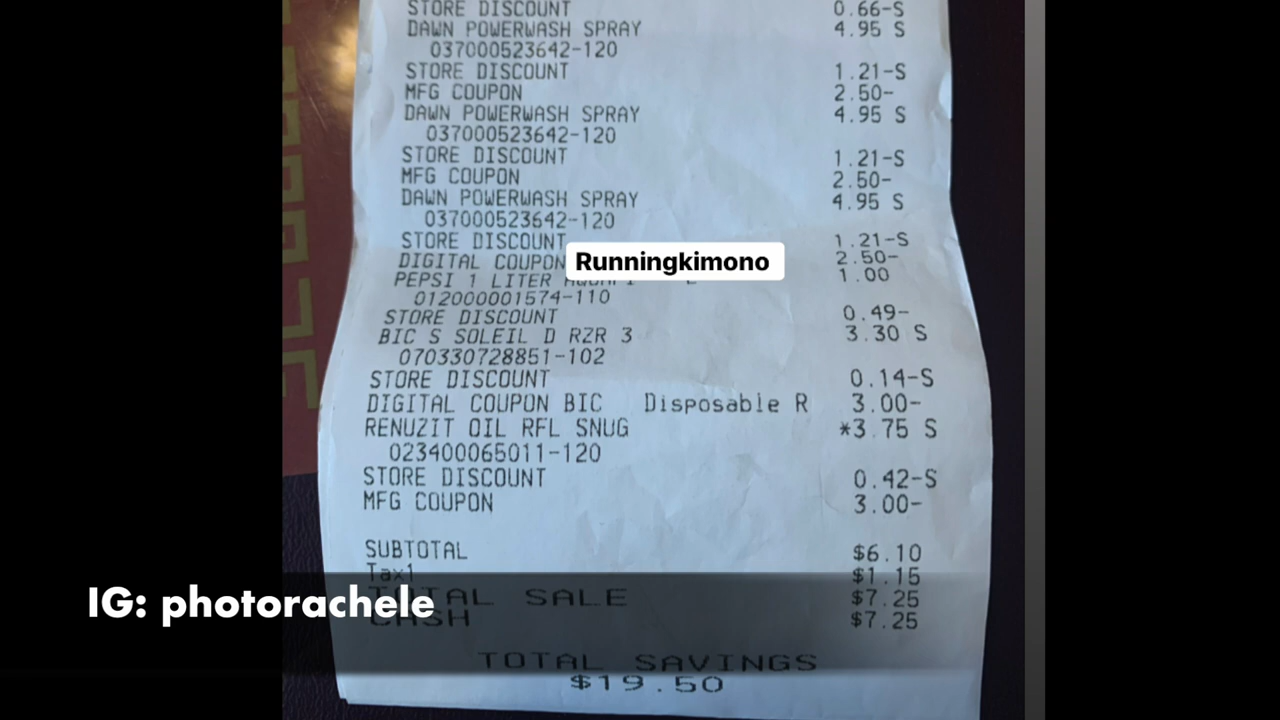 STORE DISCOUNT 0.66-S
DAWN POWERWASH SPRAY 4.95 S
037000523642-120
STORE DISCOUNT 1.21-S
MFG COUPON 2.50-
DAWN POWERWASH SPRAY 4.95 S
037000523642-120
STORE DISCOUNT 1.21-S
MFG COUPON 2.50-
DAWN POWERWASH SPRAY 4.95 S
037000523642-120
STORE DISCOUNT 1.21-S
DIGITAL COUPON 2.50-
Runningkimono
PEPSI 1 LITER 1.00
012000001574-110
STORE DISCOUNT 0.49-
BIC S SOLEIL D RZR 3 3.30 S
070330728851-102
STORE DISCOUNT 0.14-S
DIGITAL COUPON BIC Disposable R 3.00-
RENUZIT OIL RFL SNUG *3.75 S
023400065011-120
STORE DISCOUNT 0.42-S
MFG COUPON 3.00-
SUBTOTAL $6.10
Tax1 $1.15
TOTAL SALE $7.25
IG: photorachele
CASH $7.25
TOTAL SAVINGS
$19.50